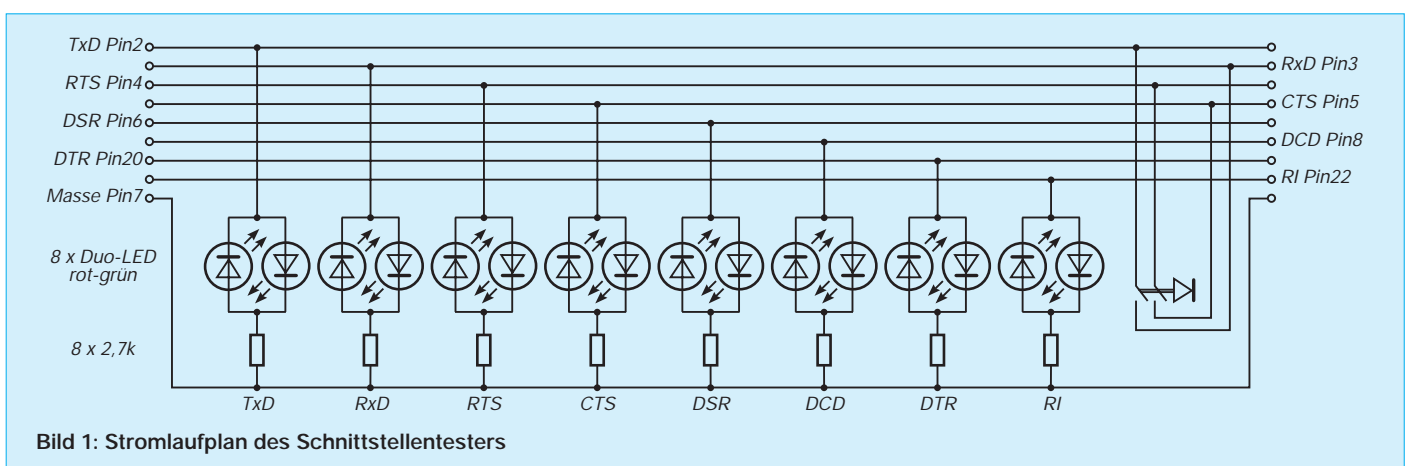 TxD Pin2
RxD Pin3
RTS Pin4
CTS Pin5
DSR Pin6
DCD Pin8
DTR Pin20
RI Pin22
Masse Pin7
8 x Duo-LED
rot-grün
8 x 2,7k
TxD RxD RTS CTS DSR DCD DTR RI
Bild 1: Stromlaufplan des Schnittstellentesters